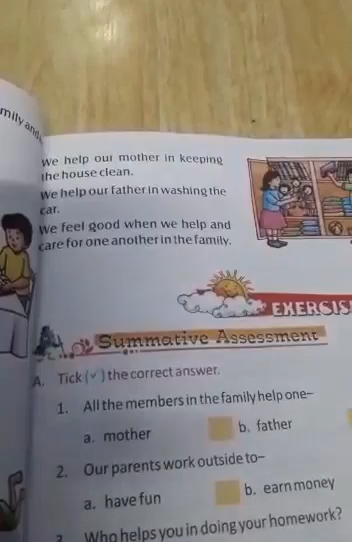 mily and
we help our mother in keeping
the house clean.
We help our father in washing the
car.
We feel good when we help and
care for one another in the family.
EXERCIS
Summative Assessment
A. Tick (✓) the correct answer.
1. All the members in the family help one–
a. mother b. father
2. Our parents work outside to–
a. have fun b. earn money
3. Who helps you in doing your homework?